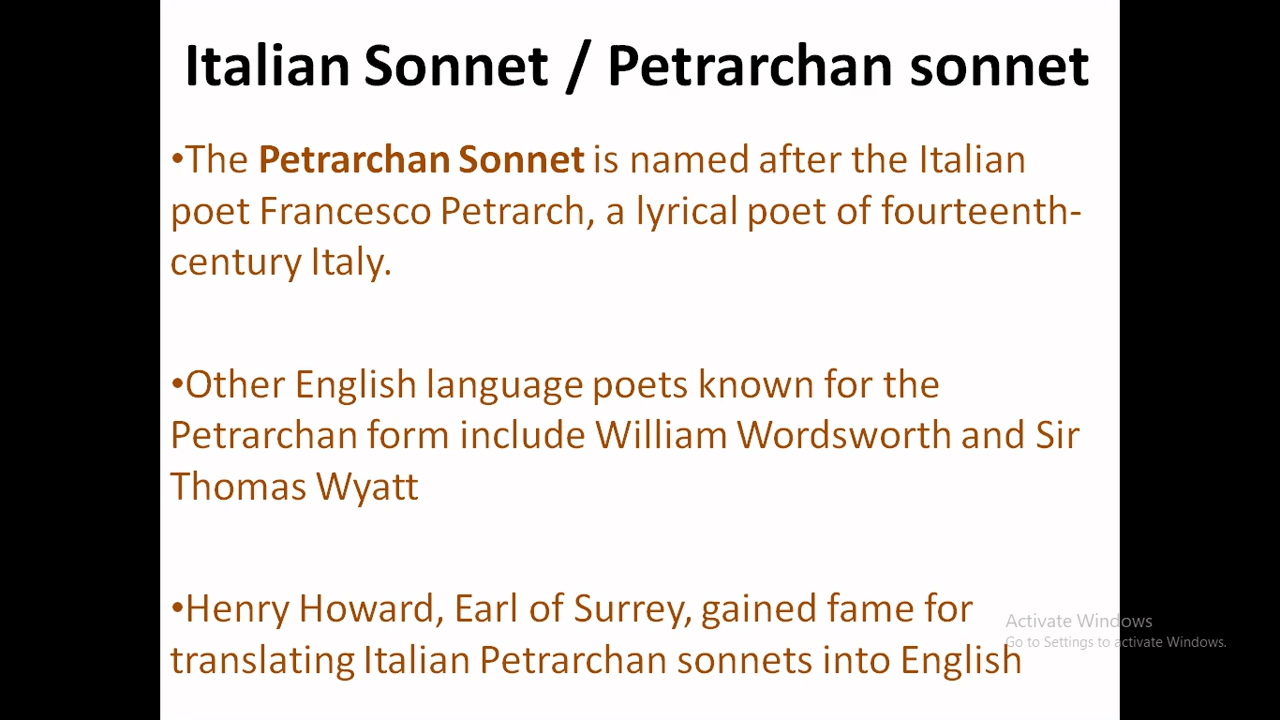 Italian Sonnet / Petrarchan sonnet
•The Petrarchan Sonnet is named after the Italian
poet Francesco Petrarch, a lyrical poet of fourteenth-
century Italy.
•Other English language poets known for the
Petrarchan form include William Wordsworth and Sir
Thomas Wyatt
•Henry Howard, Earl of Surrey, gained fame for
translating Italian Petrarchan sonnets into English
Activate Windows
Go to Settings to activate Windows.